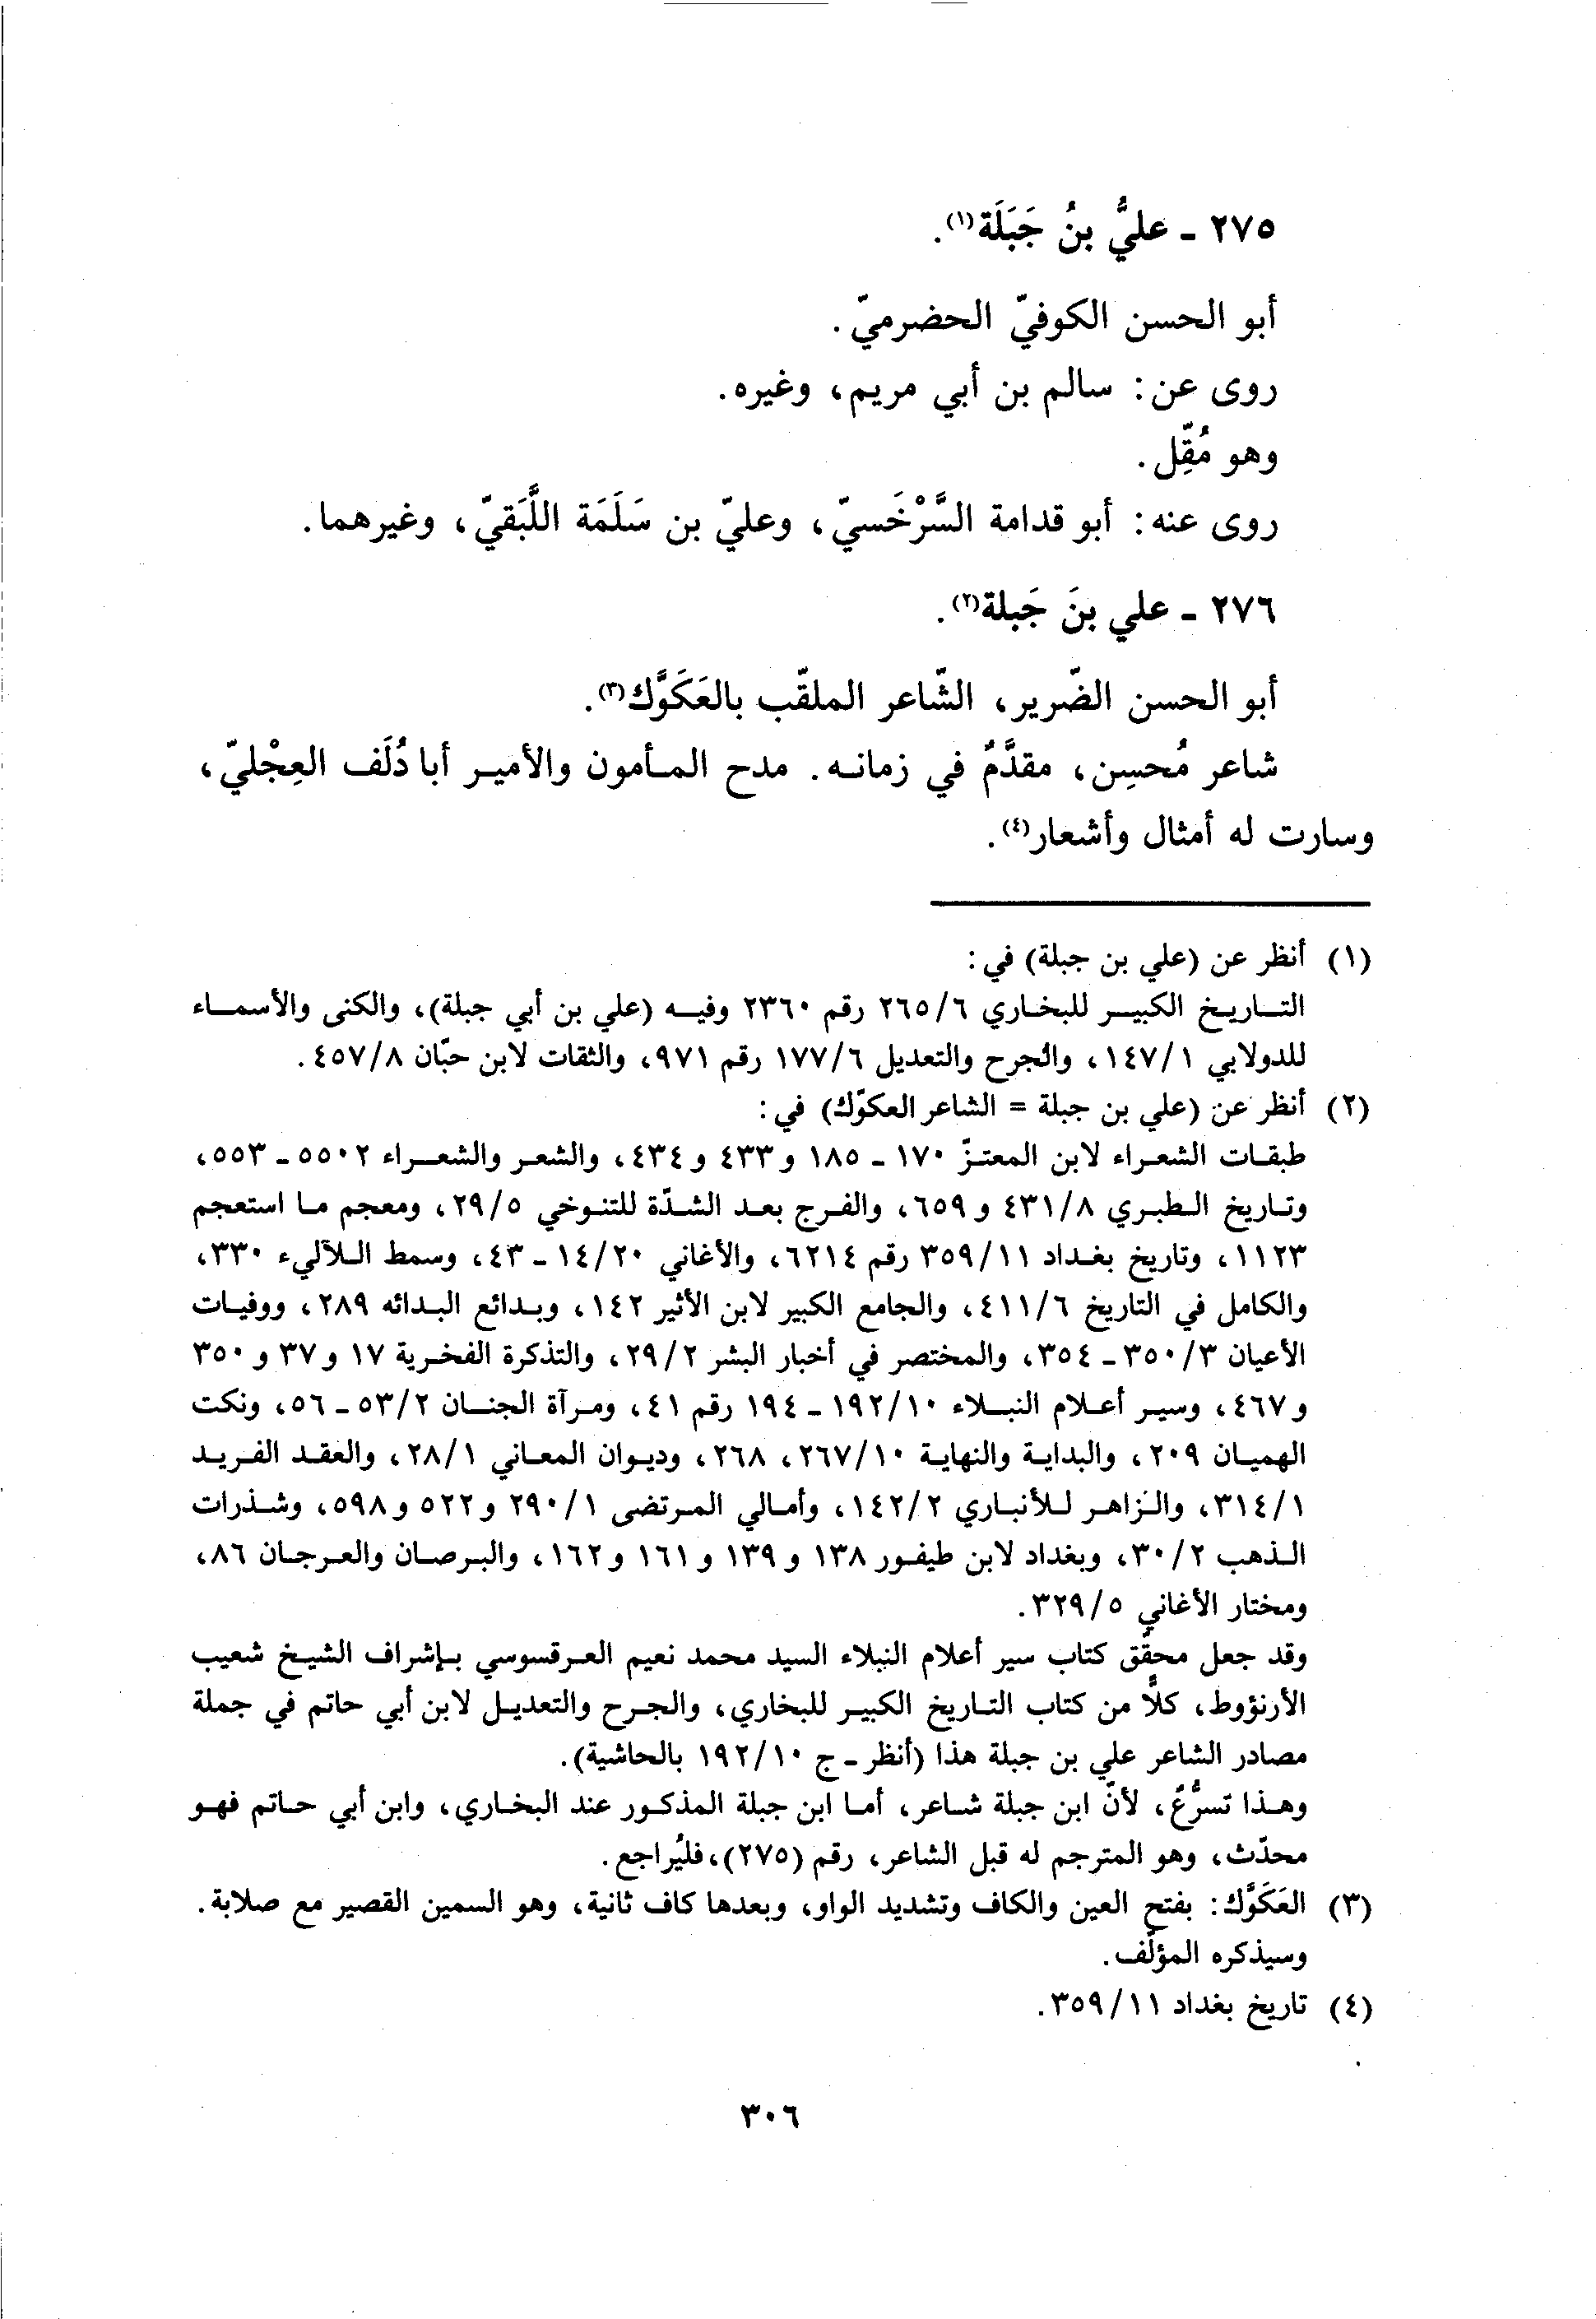 ٢٧٥ - عليُّ بنُ جَبَلَة(١).
أبو الحسن الكوفيّ الحضرميّ.
روى عن: سالم بن أبي مريم، وغيره.
وهو مُقِّل.
روى عنه: أبو قدامة السَّرْخَسيّ، وعليّ بن سَلَمَة اللَّبَقيّ، وغيرهما.
٢٧٦ - علي بنَ جَبلة(٢).
أبو الحسن الضّرير، الشّاعر الملقّب بالعَكَوَّك(٣).
شاعر مُحسِن، مقدَّمٌ في زمانه. مدح المأمون والأمير أبا دُلَف العِجْليّ،
وسارت له أمثال وأشعار(٤).
(١) أنظر عن (علي بن جبلة) في:
التاريخ الكبير للبخاري ٢٦٥/٦ رقم ٢٣٦٠ وفيه (علي بن أبي جبلة)، والكنى والأسماء
للدولابي ١٤٧/١، والجرح والتعديل ١٧٧/٦ رقم ٩٧١، والثقات لابن حبّان ٤٥٧/٨.
(٢) أنظر عن (علي بن جبلة = الشاعر العكوّك) في:
طبقات الشعراء لابن المعتزّ ١٧٠ - ١٨٥ و ٤٣٣ و ٤٣٤، والشعر والشعراء ٥٥٠٢ - ٥٥٣،
وتاريخ الطبري ٤٣١/٨ و ٦٥٩، والفرج بعد الشدّة للتنوخي ٢٩/٥، ومعجم ما استعجم
١١٢٣، وتاريخ بغداد ٣٥٩/١١ رقم ٦٢١٤، والأغاني ١٤/٢٠ - ٤٣، وسمط اللآليء ٣٣٠،
والكامل في التاريخ ٤١١/٦، والجامع الكبير لابن الأثير ١٤٢، وبدائع البدائه ٢٨٩، ووفيات
الأعيان ٣٥٠/٣ - ٣٥٤، والمختصر في أخبار البشر ٢٩/٢، والتذكرة الفخرية ١٧ و٣٧ و ٣٥٠
و ٤٦٧، وسير أعلام النبلاء ١٩٢/١٠ - ١٩٤ رقم ٤١، ومرآة الجنان ٥٣/٢ - ٥٦، ونكت
الهميان ٢٠٩، والبداية والنهاية ٢٦٧/١٠، ٢٦٨، وديوان المعاني ٢٨/١، والعقد الفريد
٣١٤/١، والزاهر للأنباري ١٤٢/٢، وأمالي المرتضى ٢٩٠/١ و٥٢٢ و٥٩٨، وشذرات
الذهب ٣٠/٢، وبغداد لابن طيفور ١٣٨ و ١٣٩ و ١٦١ و١٦٢، والبرصان والعرجان ٨٦،
ومختار الأغاني ٣٢٩/٥.
وقد جعل محقّق كتاب سير أعلام النبلاء السيد محمد نعيم العرقسوسي بإشراف الشيخ شعيب
الأرنؤوط، كلاًّ من كتاب التاريخ الكبير للبخاري، والجرح والتعديل لابن أبي حاتم في جملة
مصادر الشاعر علي بن جبلة هذا (أنظر - ج ١٩٢/١٠ بالحاشية).
وهذا تسرُّعٌ، لأنّ ابن جبلة شاعر، أما ابن جبلة المذكور عند البخاري، وابن أبي حاتم فهو
محدّث، وهو المترجم له قبل الشاعر، رقم (٢٧٥)، فليُراجع.
(٣) العَكَوَّك: بفتح العين والكاف وتشديد الواو، وبعدها كاف ثانية، وهو السمين القصير مع صلابة.
وسيذكره المؤلّف.
(٤) تاريخ بغداد ٣٥٩/١١.
٣٠٦